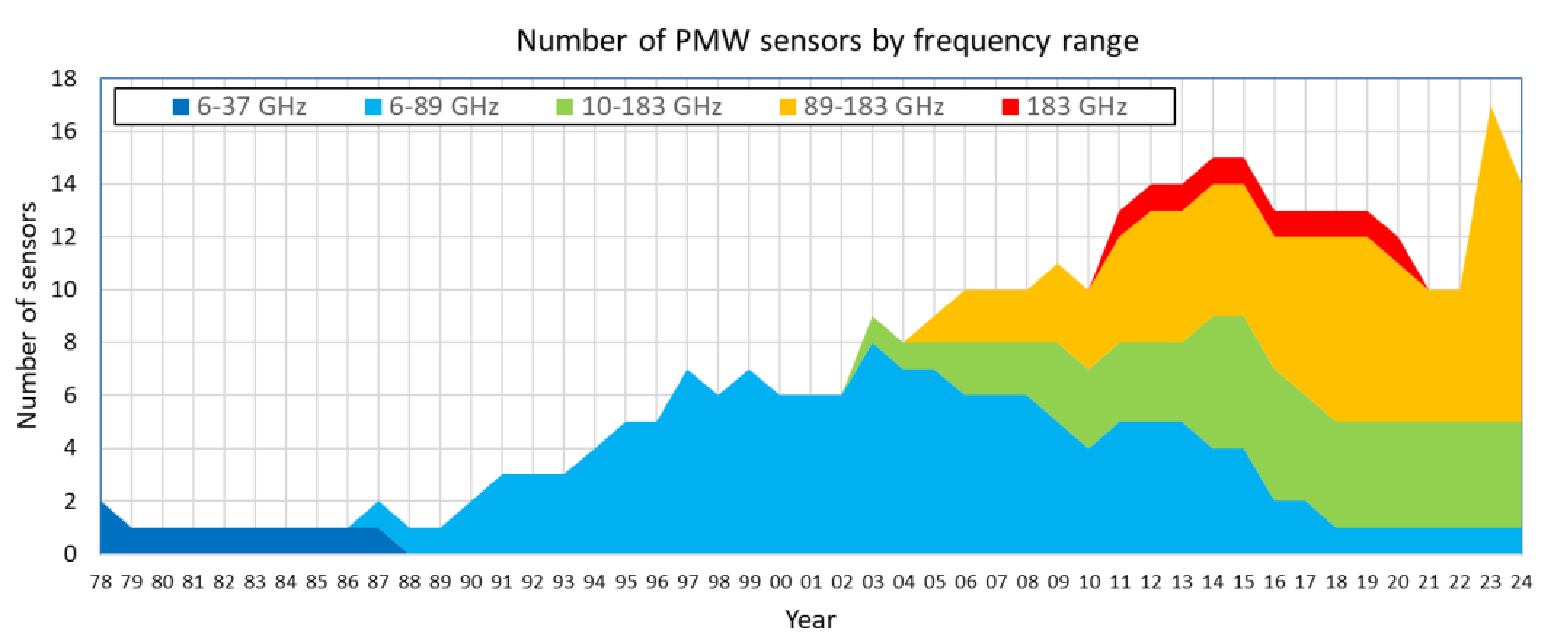 Number of PMW sensors by frequency range
6-37 GHz 6-89 GHz 10-183 GHz 89-183 GHz 183 GHz
18
16
14
12
10
8
6
4
2
0
Number of sensors
78 79 80 81 82 83 84 85 86 87 88 89 90 91 92 93 94 95 96 97 98 99 00 01 02 03 04 05 06 07 08 09 10 11 12 13 14 15 16 17 18 19 20 21 22 23 24
Year